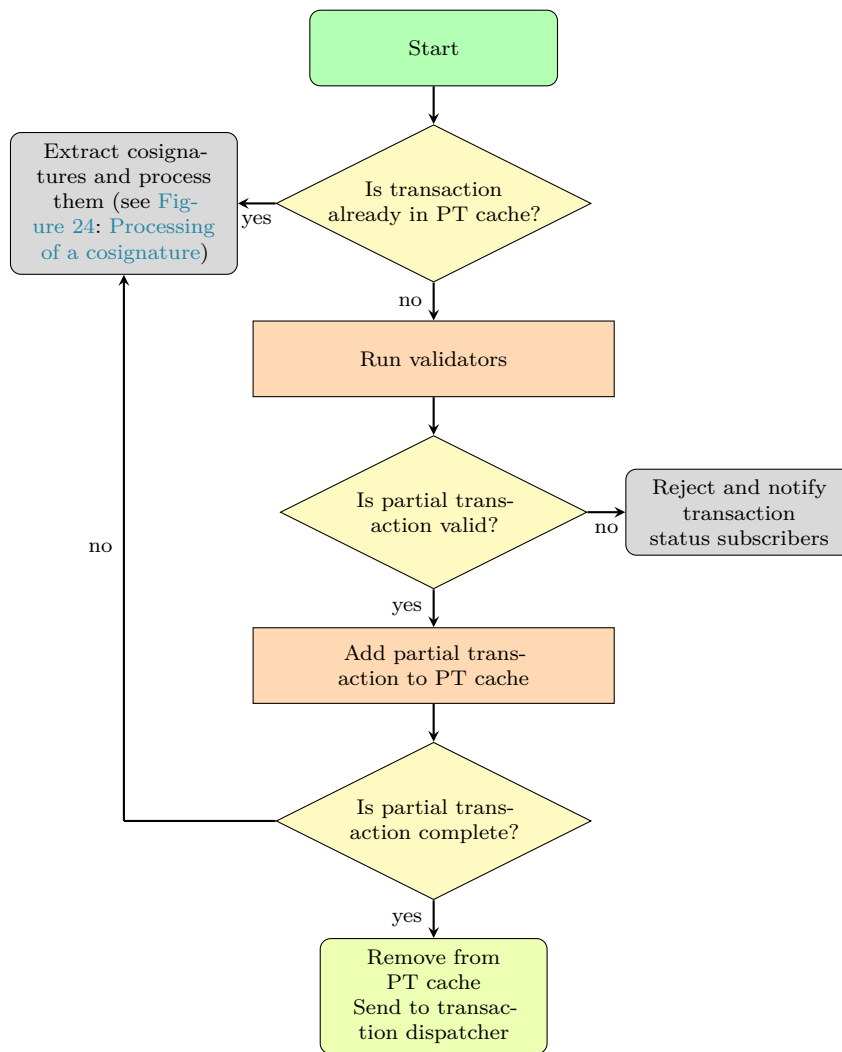 Start
Is transaction
already in PT cache?
yes
Extract cosigna-
tures and process
them (see Fig-
ure 24: Processing
of a cosignature)
no
Run validators
Is partial trans-
action valid?
no
Reject and notify
transaction
status subscribers
yes
Add partial trans-
action to PT cache
Is partial trans-
action complete?
no
yes
Remove from
PT cache
Send to transac-
tion dispatcher